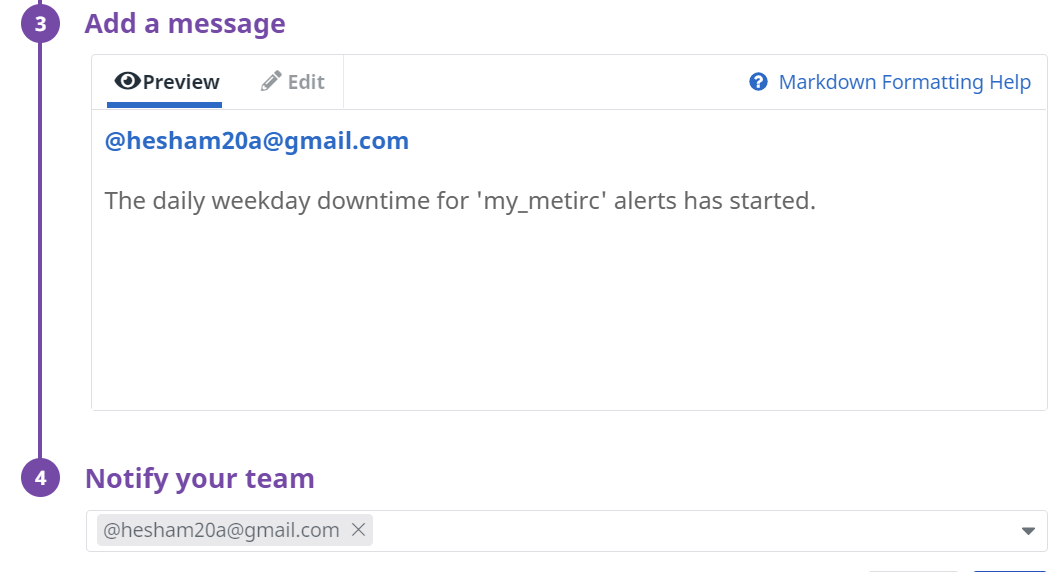 3 Add a message
Preview Edit ? Markdown Formatting Help
@hesham20a@gmail.com
The daily weekday downtime for 'my_metirc' alerts has started.
4 Notify your team
@hesham20a@gmail.com